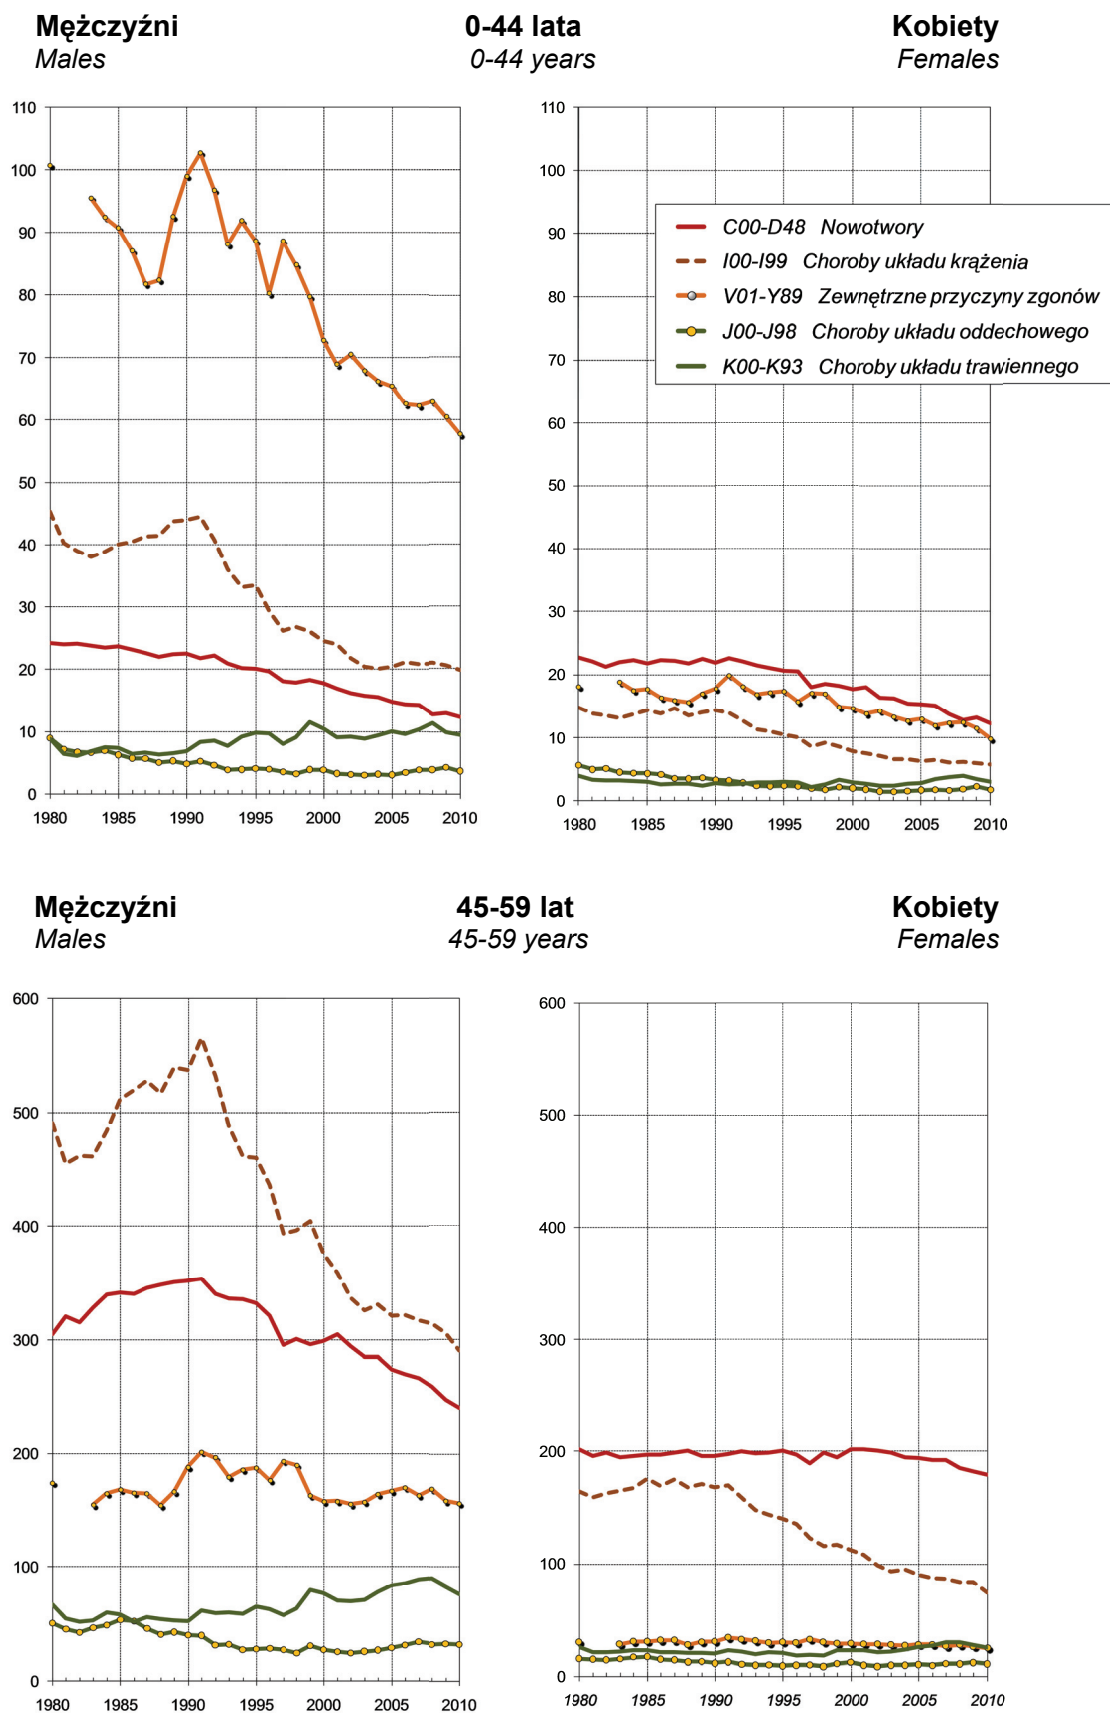 Mężczyźni 0-44 lata Kobiety
Males 0-44 years Females
110
100
90
80
70
60
50
40
30
20
10
0
1980 1985 1990 1995 2000 2005 2010
110
100
90
80
70
60
50
40
30
20
10
0
1980 1985 1990 1995 2000 2005 2010
C00-D48 Nowotwory
I00-I99 Choroby układu krążenia
V01-Y89 Zewnętrzne przyczyny zgonów
J00-J98 Choroby układu oddechowego
K00-K93 Choroby układu trawiennego
Mężczyźni 45-59 lat Kobiety
Males 45-59 years Females
600
500
400
300
200
100
0
1980 1985 1990 1995 2000 2005 2010
600
500
400
300
200
100
0
1980 1985 1990 1995 2000 2005 2010